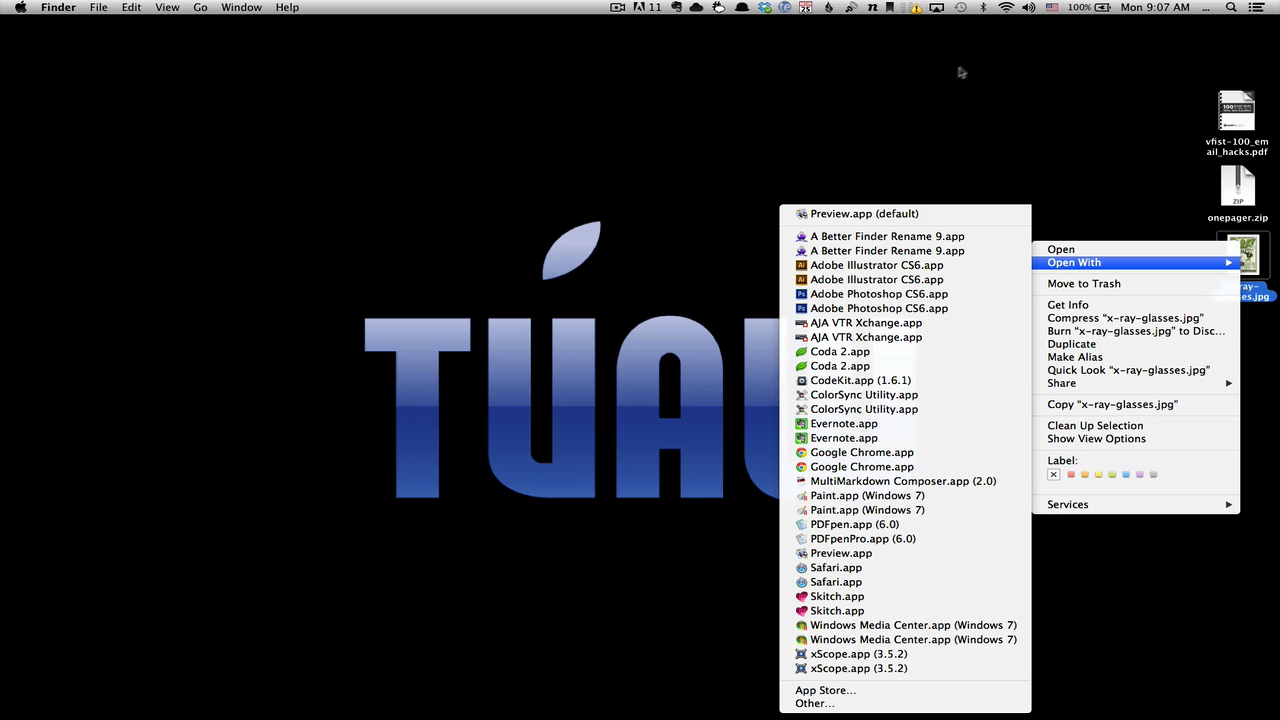 Finder File Edit View Go Window Help 11 MON 25 100% Mon 9:07 AM ...
vfist-100_em
ail_hacks.pdf
ZIP
onepager.zip
TUA
Preview.app (default)
A Better Finder Rename 9.app
A Better Finder Rename 9.app
Adobe Illustrator CS6.app
Adobe Illustrator CS6.app
Adobe Photoshop CS6.app
Adobe Photoshop CS6.app
AJA VTR Xchange.app
AJA VTR Xchange.app
Coda 2.app
Coda 2.app
CodeKit.app (1.6.1)
ColorSync Utility.app
ColorSync Utility.app
Evernote.app
Evernote.app
Google Chrome.app
Google Chrome.app
MultiMarkdown Composer.app (2.0)
Paint.app (Windows 7)
Paint.app (Windows 7)
PDFpen.app (6.0)
PDFpenPro.app (6.0)
Preview.app
Safari.app
Safari.app
Skitch.app
Skitch.app
Windows Media Center.app (Windows 7)
Windows Media Center.app (Windows 7)
xScope.app (3.5.2)
xScope.app (3.5.2)
App Store...
Other...
Open
Open With
Move to Trash
Get Info
Compress “x-ray-glasses.jpg”
Burn “x-ray-glasses.jpg” to Disc...
Duplicate
Make Alias
Quick Look “x-ray-glasses.jpg”
Share
Copy “x-ray-glasses.jpg”
Clean Up Selection
Show View Options
Label:
Services